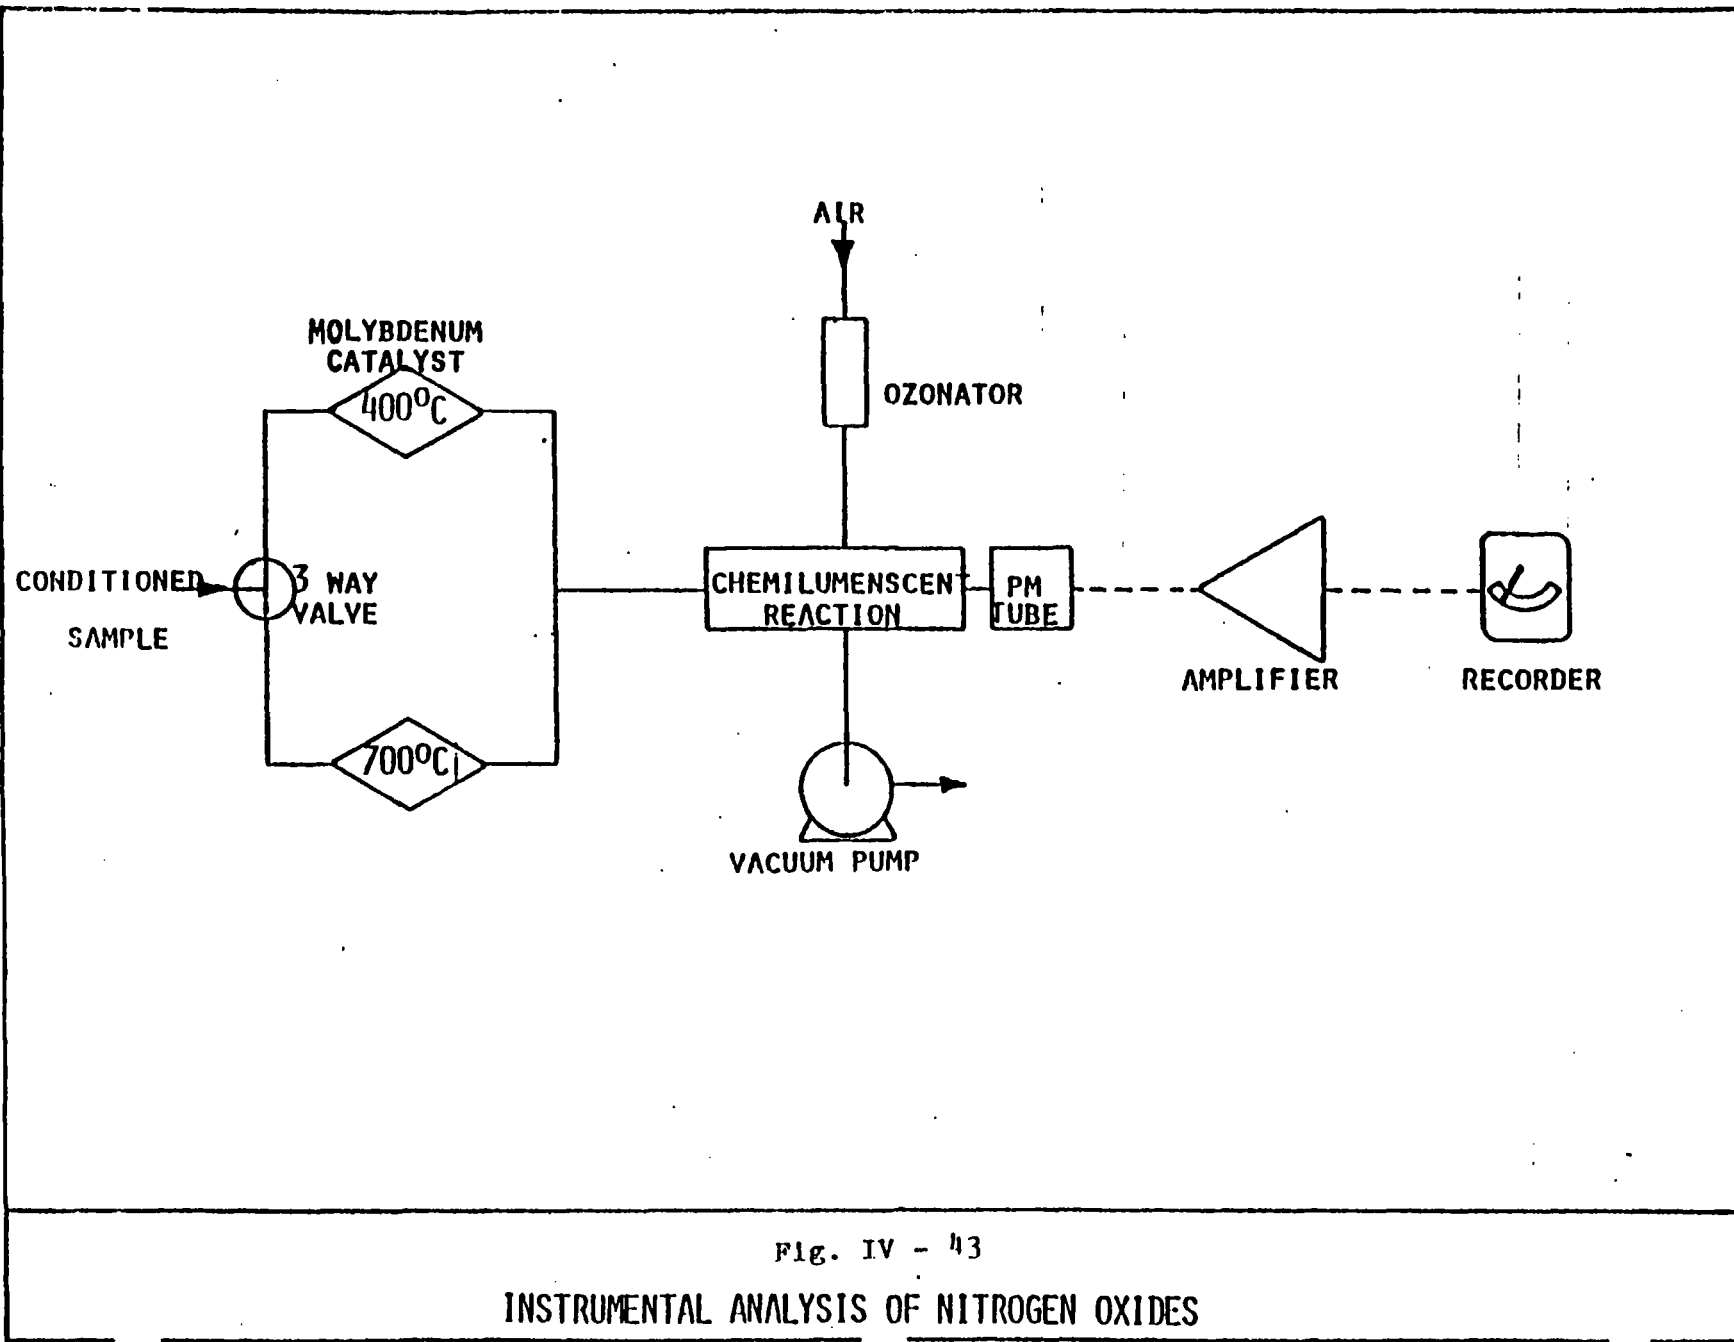 AIR
MOLYBDENUM
CATALYST
400°C
OZONATOR
CONDITIONED
SAMPLE
3 WAY
VALVE
CHEMILUMENSCENT
REACTION
PM
TUBE
AMPLIFIER
RECORDER
700°C
VACUUM PUMP
Fig. IV - 43
INSTRUMENTAL ANALYSIS OF NITROGEN OXIDES